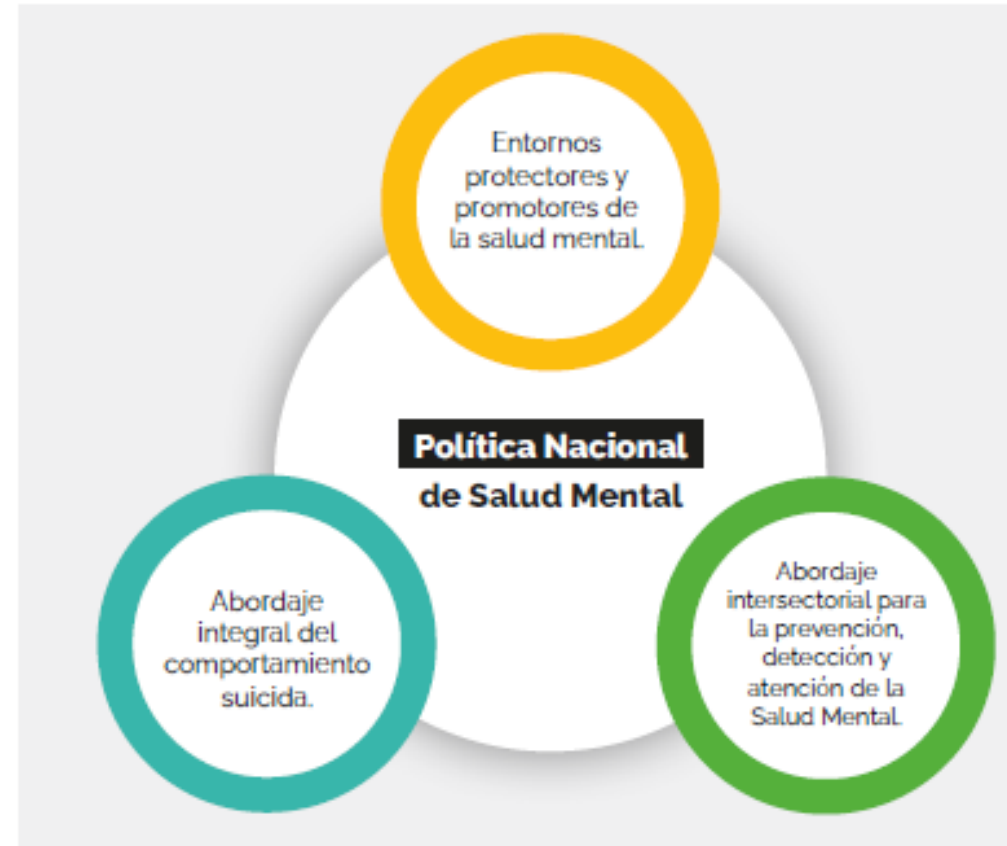 Entornos
protectores y
promotores de
la salud mental.
Política Nacional
de Salud Mental
Abordaje
integral del
comportamiento
suicida.
Abordaje
intersectorial para
la prevención,
detección y
atención de la
Salud Mental.